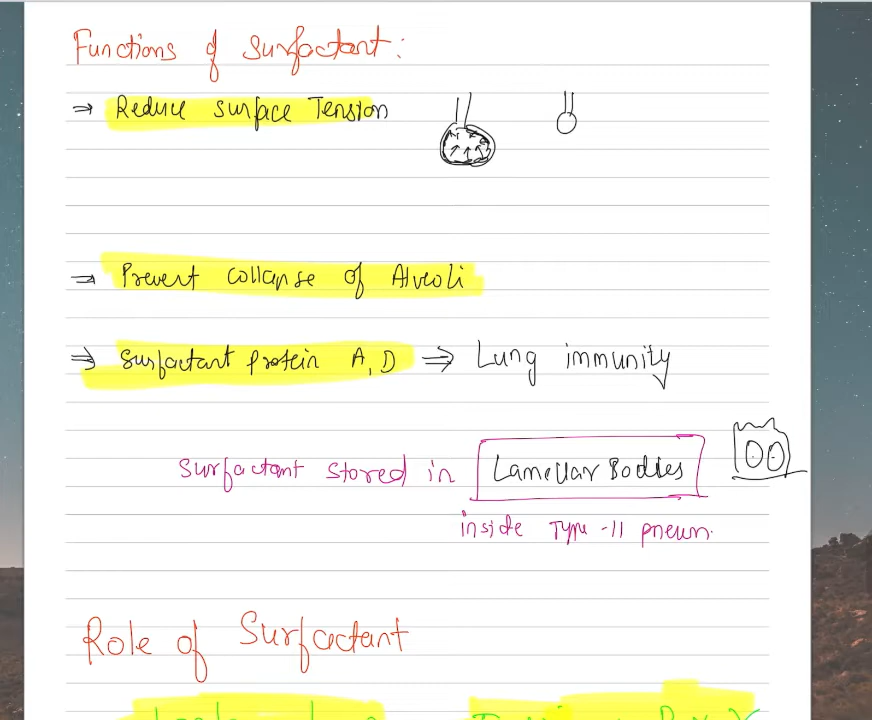 Functions of Surfactant:
⇒ Reduce surface Tension
⇒ Prevent collapse of Alveoli
⇒ Surfactant protein A, D ⇒ Lung immunity
Surfactant stored in Lamellar Bodies
inside Type-II pneum.
Role of Surfactant